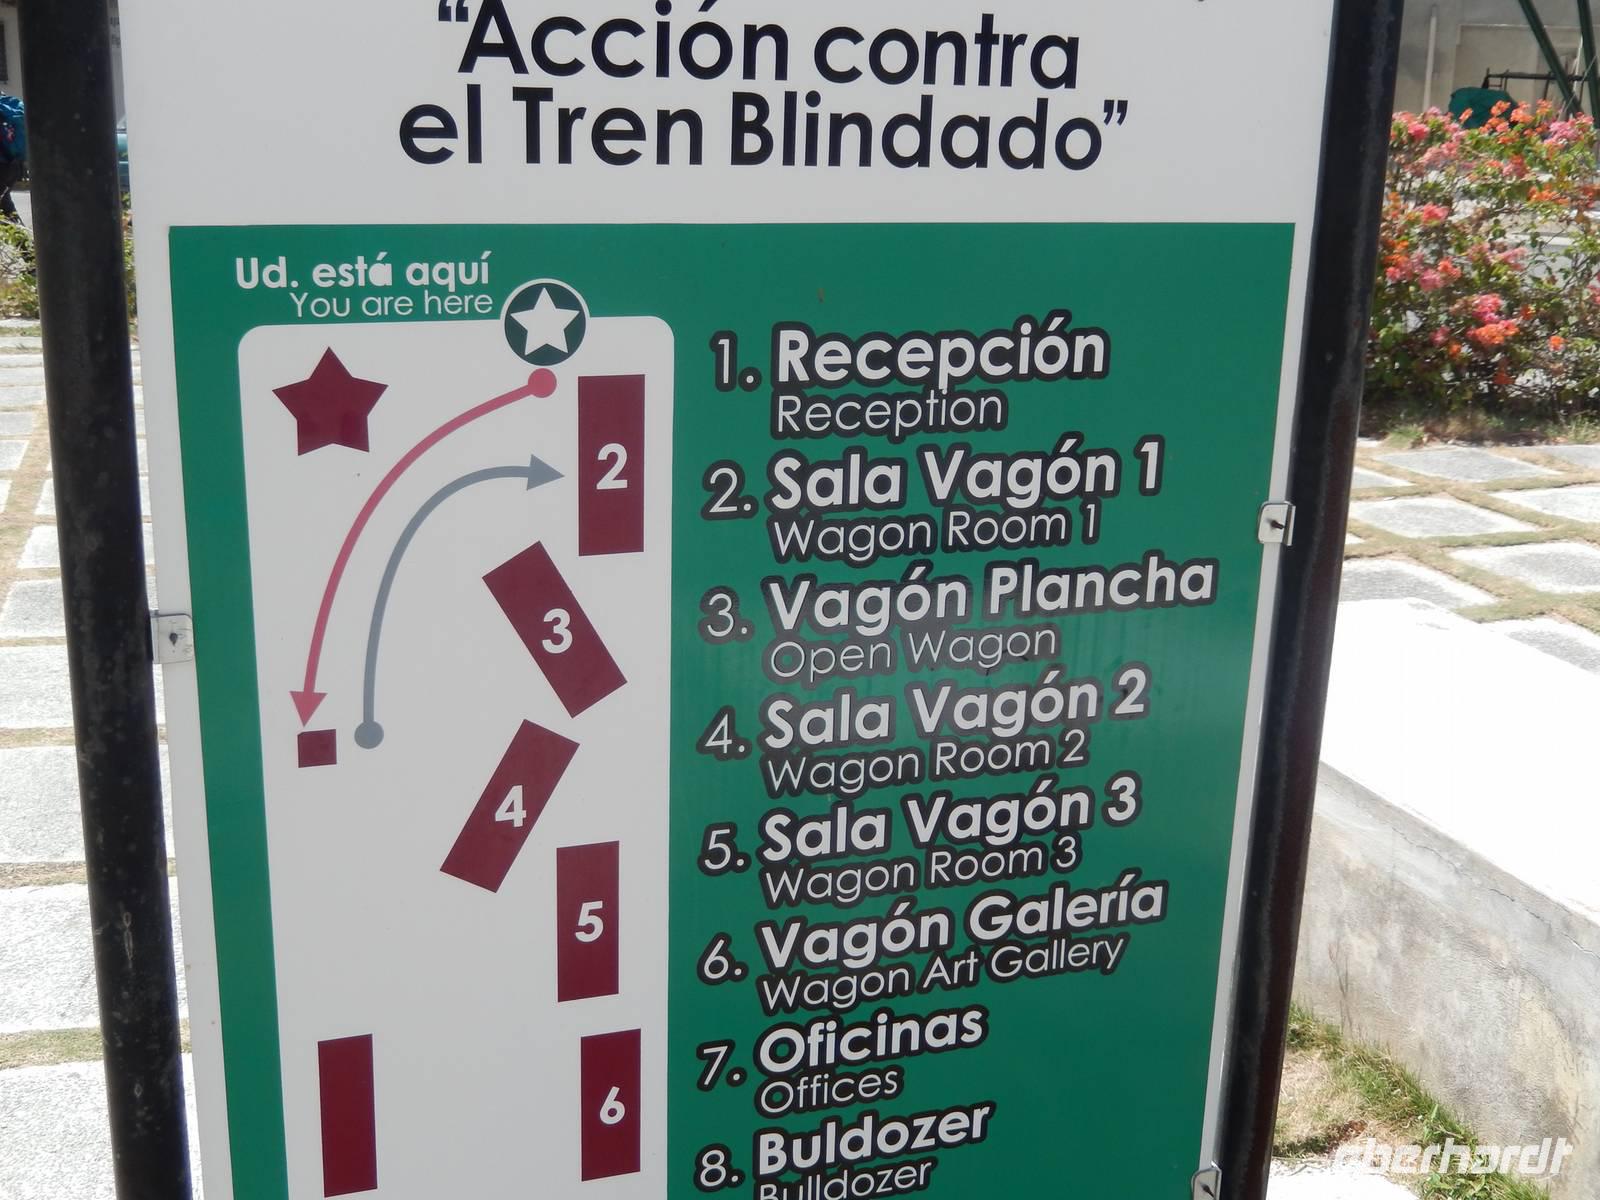 “Acción contra
el Tren Blindado”
Ud. está aquí
You are here
2
3
4
5
6
1. Recepción
Reception
2. Sala Vagón 1
Wagon Room 1
3. Vagón Plancha
Open Wagon
4. Sala Vagón 2
Wagon Room 2
5. Sala Vagón 3
Wagon Room 3
6. Vagón Galería
Wagon Art Gallery
7. Oficinas
Offices
8. Buldozer
Bulldozer
eberhardt